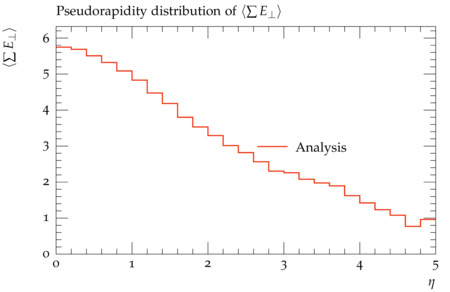 Pseudorapidity distribution of ⟨∑ E⊥⟩
⟨∑ E⊥⟩
6
5
4
3
2
1
0
Analysis
0 1 2 3 4 5
η